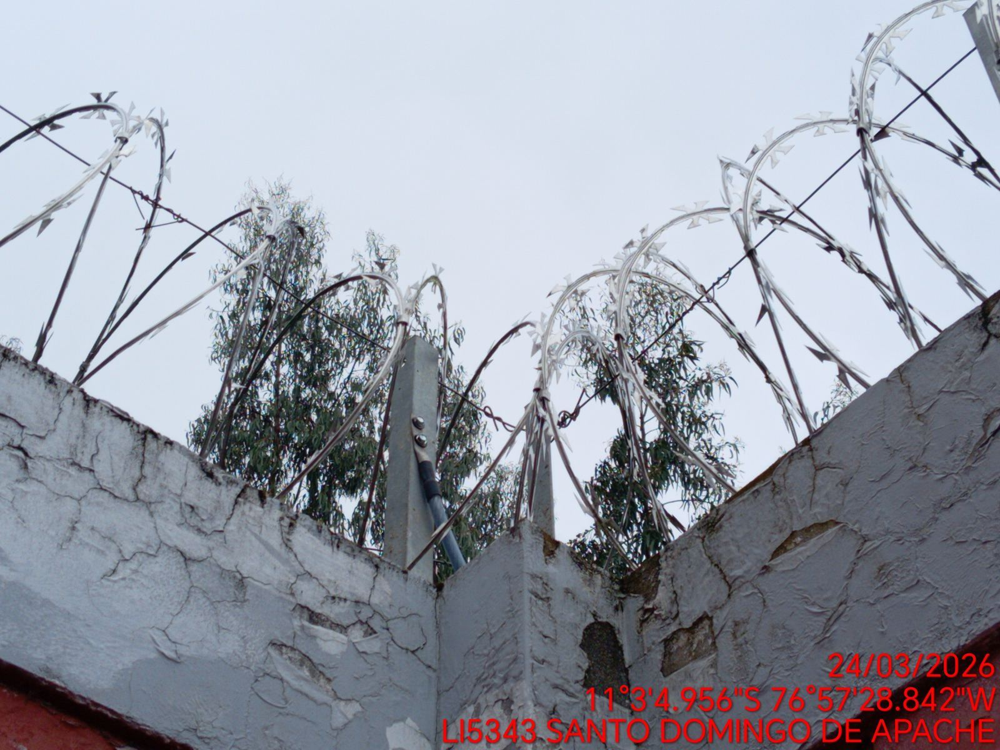 24/03/2026
11°3'4.956"S 76°57'28.842"W
LI5343 SANTO DOMINGO DE APACHE